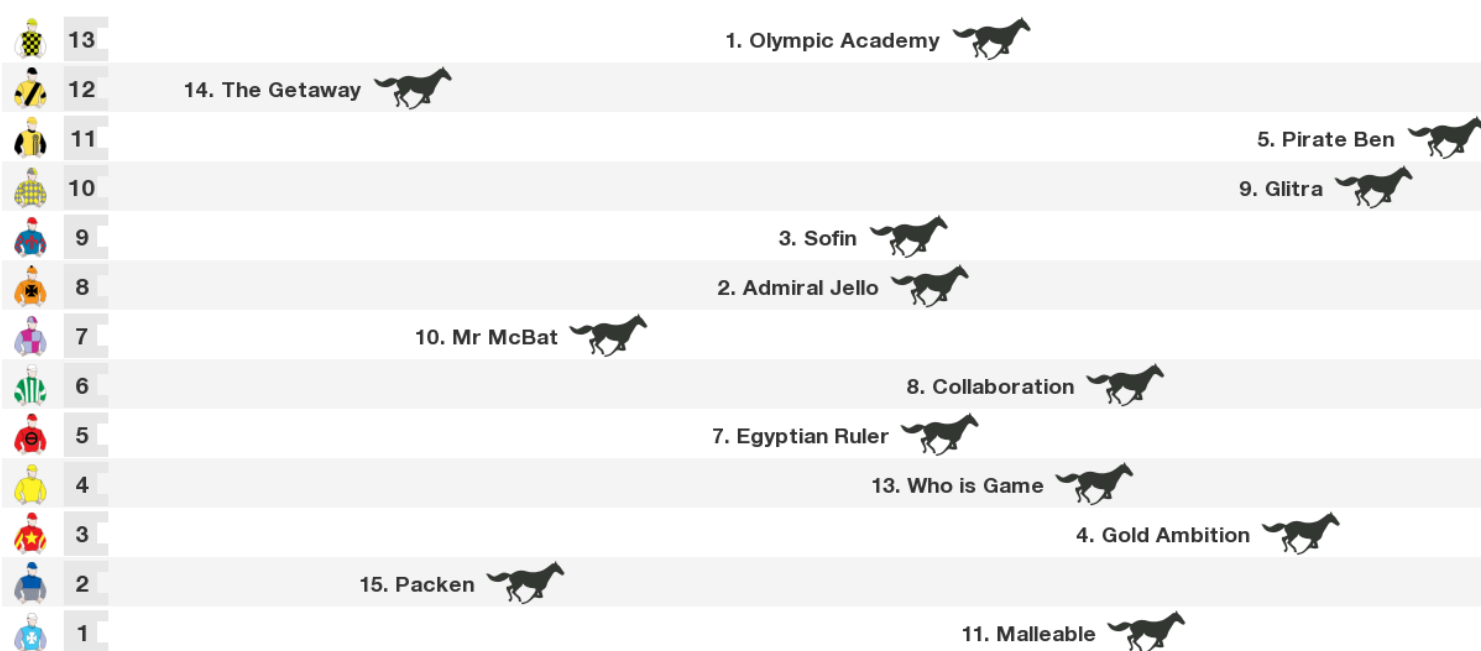 13 1. Olympic Academy
12 14. The Getaway
11 5. Pirate Ben
10 9. Glitra
9 3. Sofin
8 2. Admiral Jello
7 10. Mr McBat
6 8. Collaboration
5 7. Egyptian Ruler
4 13. Who is Game
3 4. Gold Ambition
2 15. Packen
1 11. Malleable